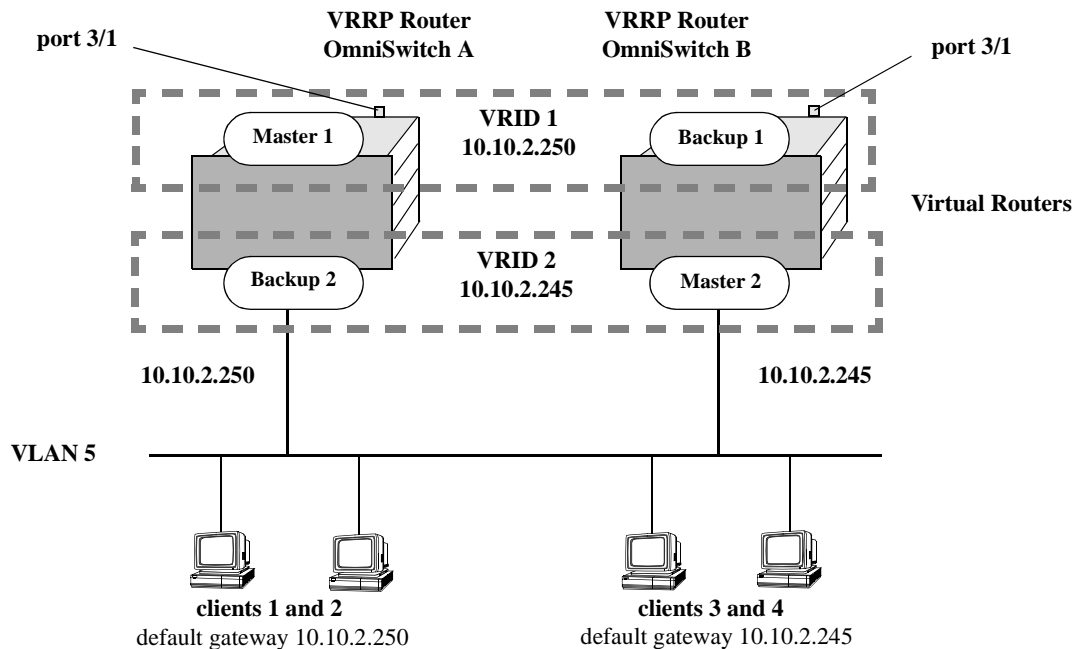 VRRP Router
OmniSwitch A
VRRP Router
OmniSwitch B
port 3/1
port 3/1
VRID 1
10.10.2.250
Master 1
Backup 1
Virtual Routers
VRID 2
10.10.2.245
Backup 2
Master 2
10.10.2.250
10.10.2.245
VLAN 5
clients 1 and 2
default gateway 10.10.2.250
clients 3 and 4
default gateway 10.10.2.245